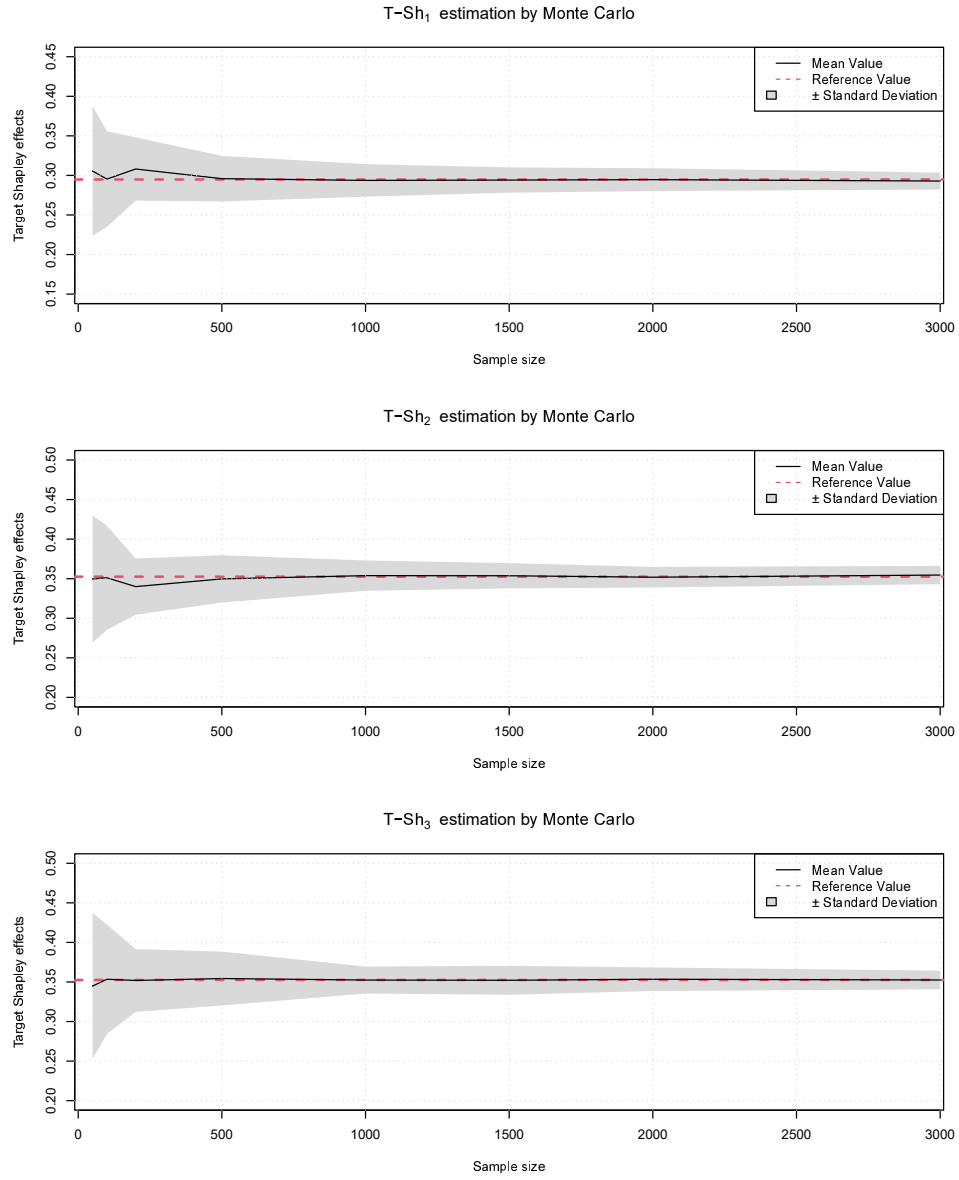 T−Sh1 estimation by Monte Carlo
Target Shapley effects
0.45
0.40
0.35
0.30
0.25
0.20
0.15
Mean Value
Reference Value
± Standard Deviation
0 500 1000 1500 2000 2500 3000
Sample size
T−Sh2 estimation by Monte Carlo
Target Shapley effects
0.50
0.45
0.40
0.35
0.30
0.25
0.20
Mean Value
Reference Value
± Standard Deviation
0 500 1000 1500 2000 2500 3000
Sample size
T−Sh3 estimation by Monte Carlo
Target Shapley effects
0.50
0.45
0.40
0.35
0.30
0.25
0.20
Mean Value
Reference Value
± Standard Deviation
0 500 1000 1500 2000 2500 3000
Sample size